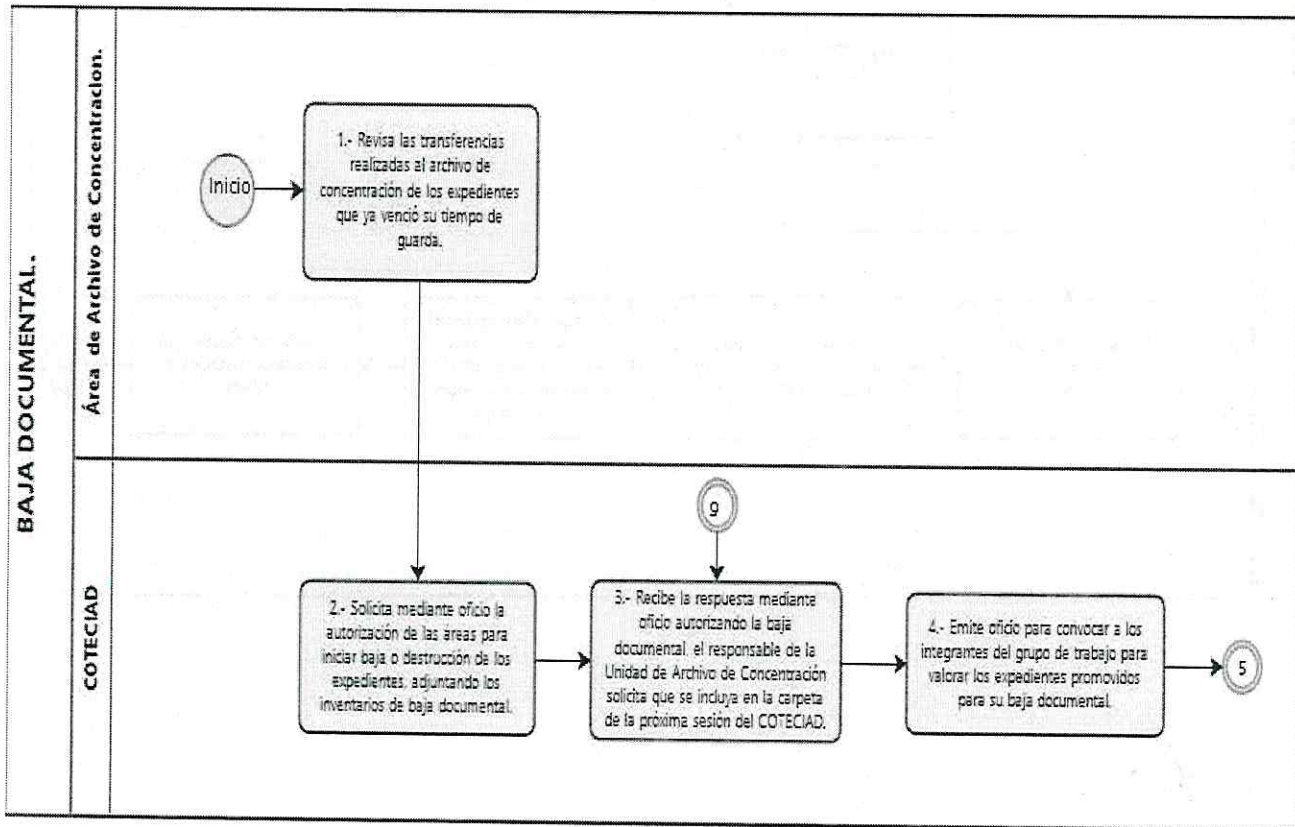 BAJA DOCUMENTAL.
Área de Archivo de Concentracion.
Inicio
1.- Revisa las transferencias
realizadas al archivo de
concentración de los expedientes
que ya venció su tiempo de
guarda.
COTECIAD
9
2.- Solicita mediante oficio la
autorización de las áreas para
iniciar baja o destrucción de los
expedientes, adjuntando los
inventarios de baja documental.
3.- Recibe la respuesta mediante
oficio autorizando la baja
documental, el responsable de la
Unidad de Archivo de Concentración
solicita que se incluya en la carpeta
de la próxima sesión del COTECIAD.
4.- Emite oficio para convocar a los
integrantes del grupo de trabajo para
valorar los expedientes promovidos
para su baja documental.
5